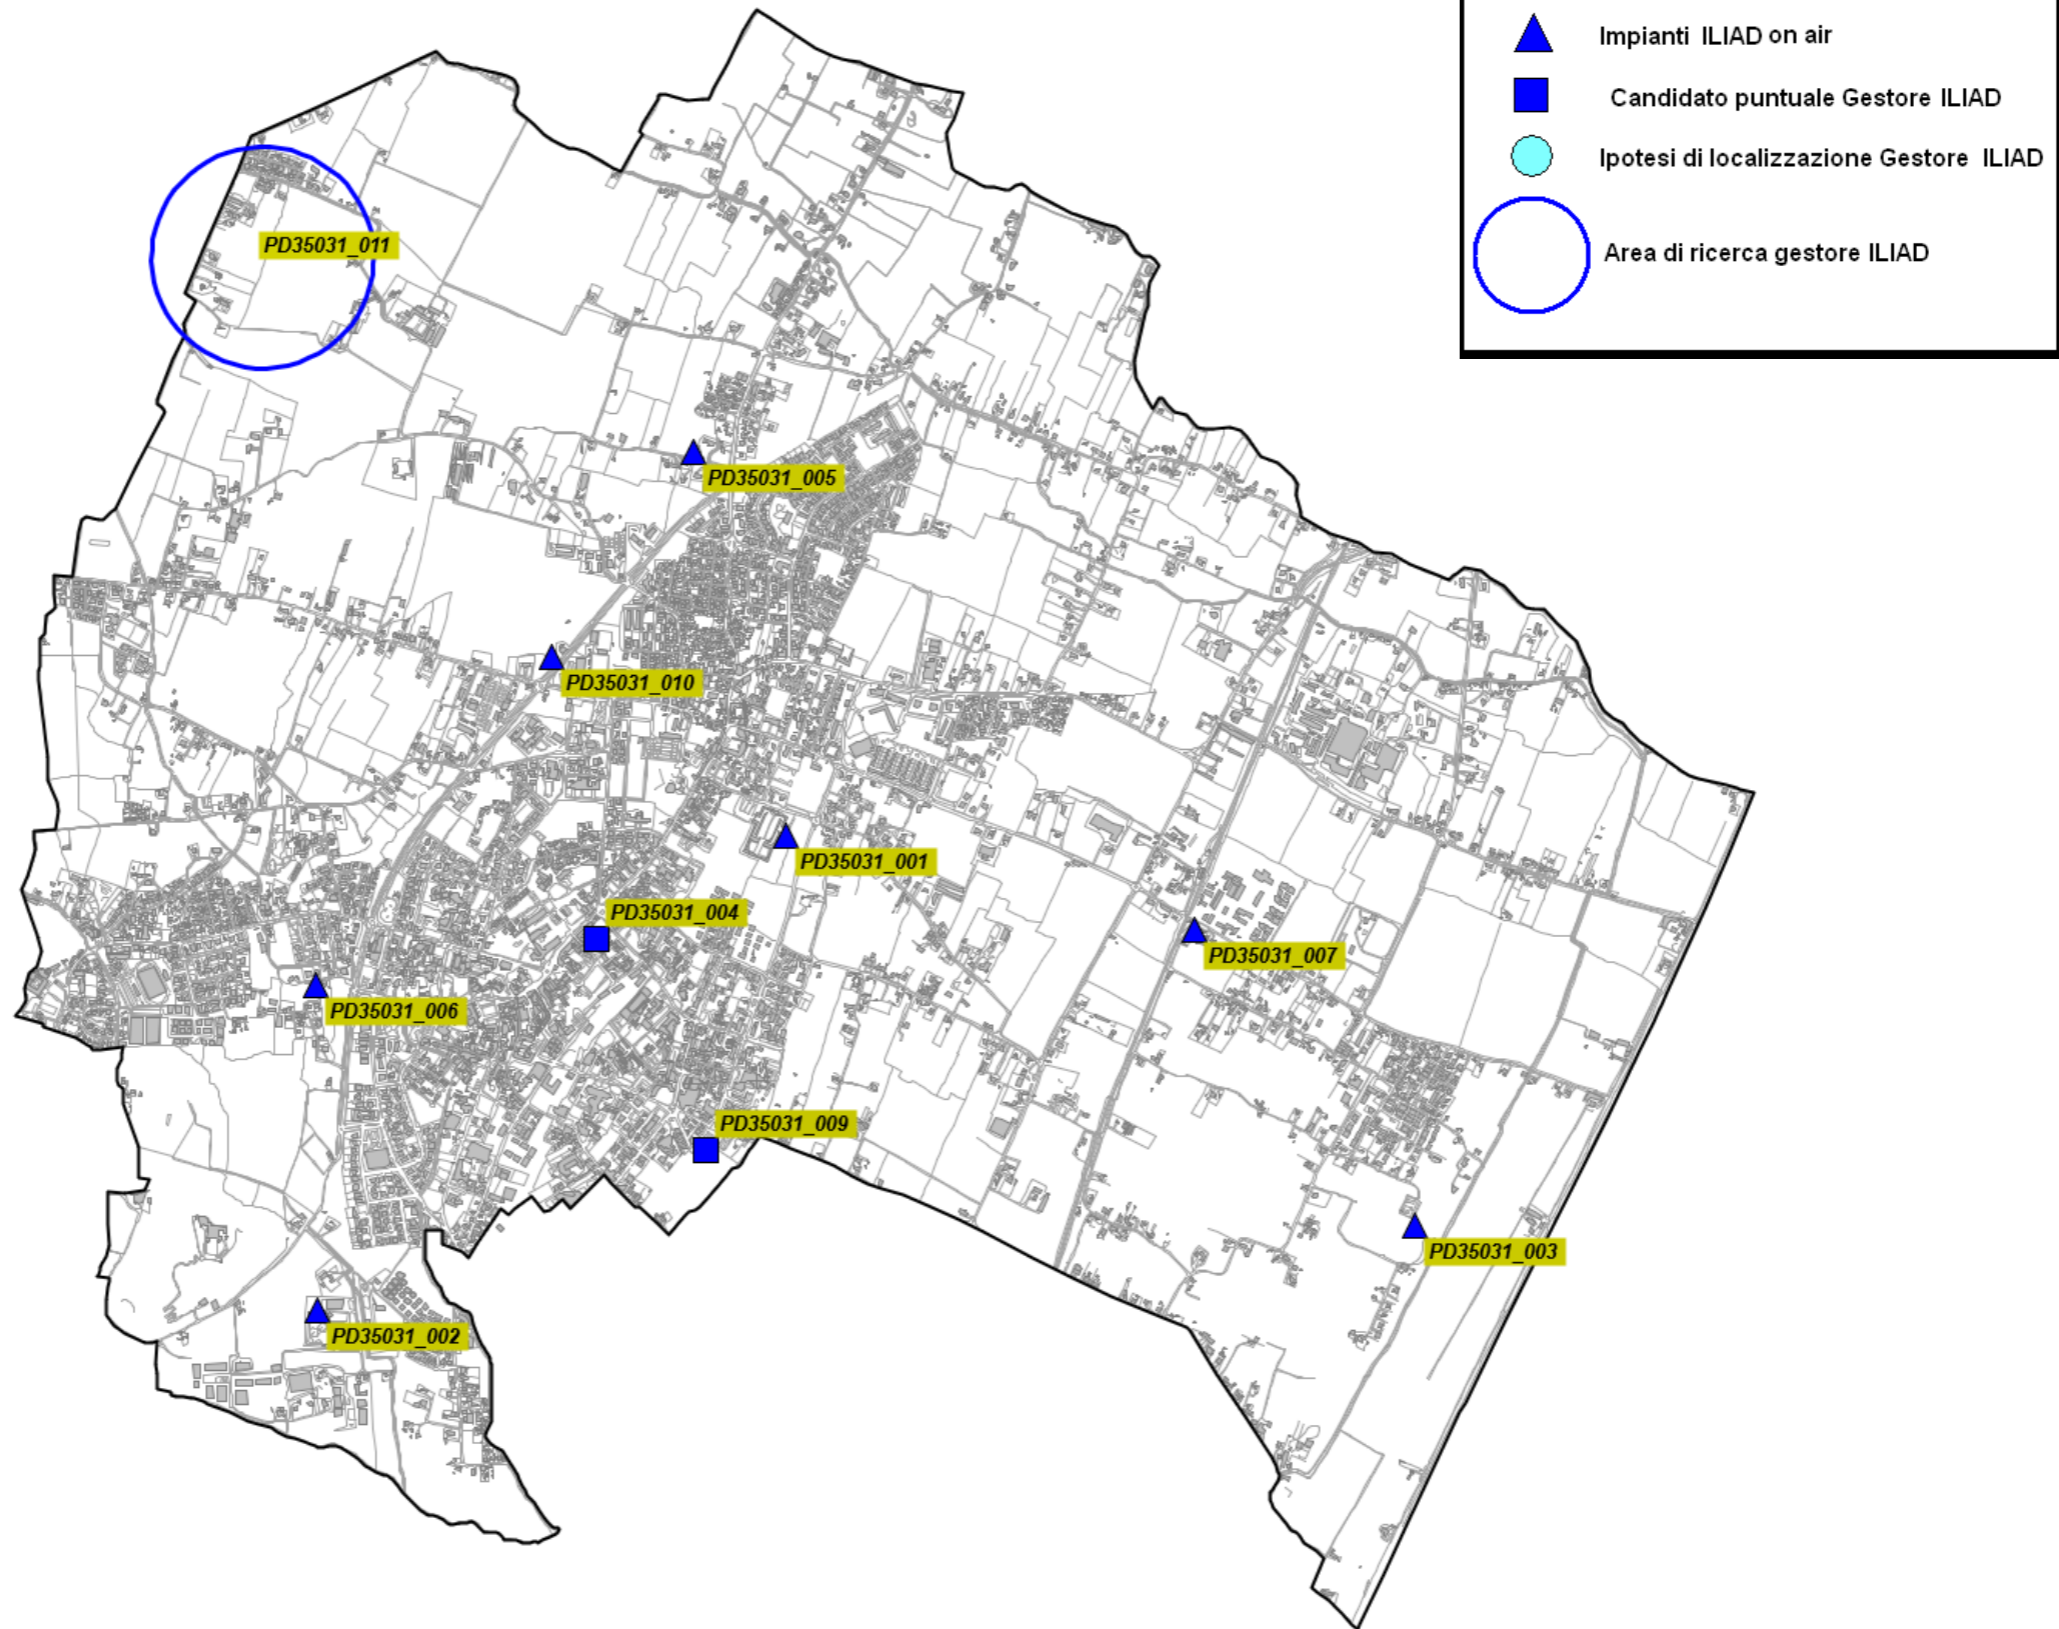 Impianti ILIAD on air
Candidato puntuale Gestore ILIAD
Ipotesi di localizzazione Gestore ILIAD
Area di ricerca gestore ILIAD
PD35031_011
PD35031_005
PD35031_010
PD35031_001
PD35031_004
PD35031_007
PD35031_006
PD35031_009
PD35031_003
PD35031_002